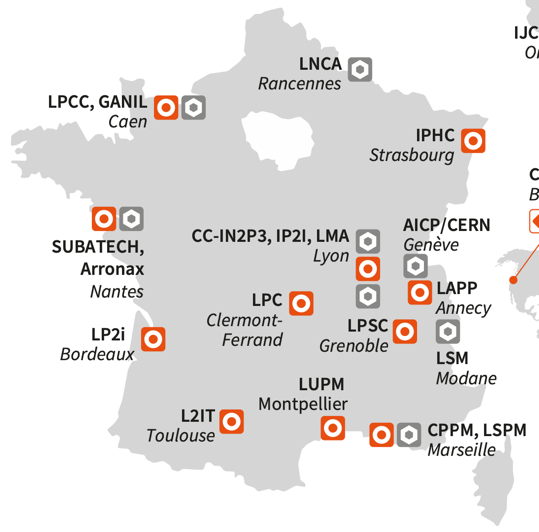 IJC
LNCA
Rancennes
LPCC, GANIL
Caen
IPHC
Strasbourg
CC-IN2P3, IP2I, LMA
Lyon
AICP/CERN
Genève
SUBATECH,
Arronax
Nantes
LPC
Clermont-
Ferrand
LAPP
Annecy
LP2i
Bordeaux
LPSC
Grenoble
LSM
Modane
LUPM
Montpellier
L2IT
Toulouse
CPPM, LSPM
Marseille